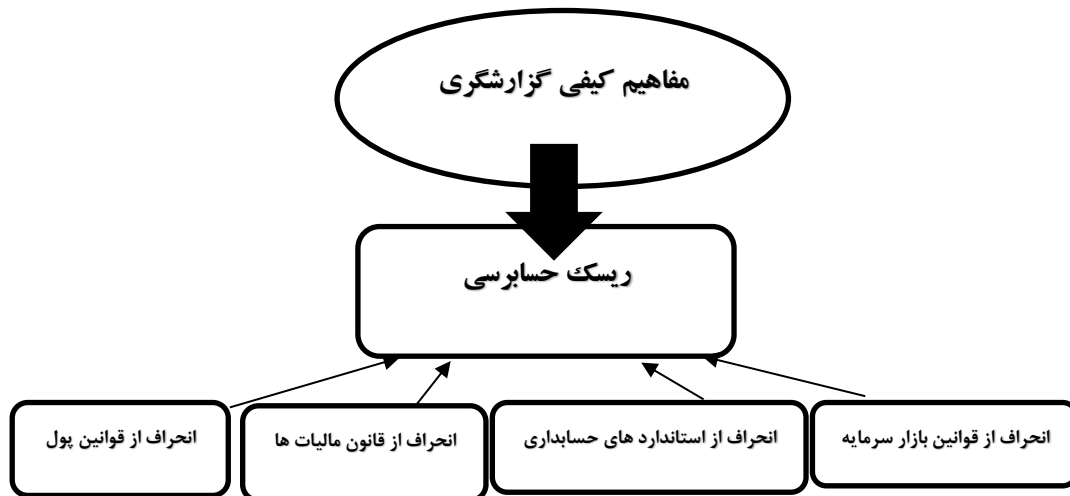 مفاهیم کیفی گزارشگری
ریسک حسابرسی
انحراف از قوانین بازار سرمایه
انحراف از استاندارد های حسابداری
انحراف از قانون مالیات ها
انحراف از قوانین پول